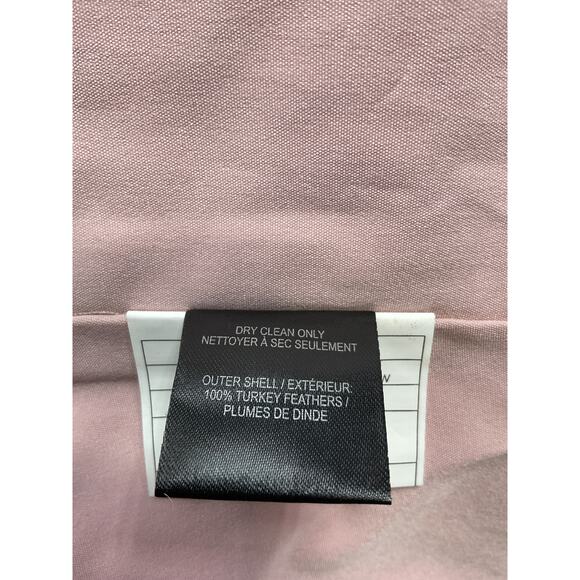 DRY CLEAN ONLY
NETTOYER À SEC SEULEMENT
OUTER SHELL / EXTÉRIEUR:
100% TURKEY FEATHERS /
PLUMES DE DINDE